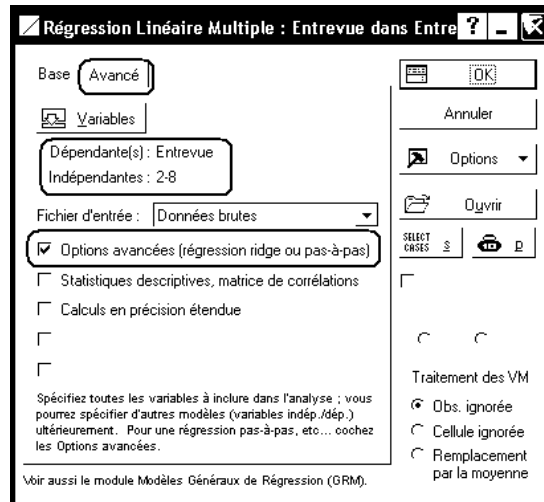 Régression Linéaire Multiple : Entrevue dans Entre
Base Avancé
Variables
Dépendante(s) : Entrevue
Indépendantes : 2-8
Fichier d'entrée : Données brutes
Options avancées (régression ridge ou pas-à-pas)
Statistiques descriptives, matrice de corrélations
Calculs en précision étendue
Spécifiez toutes les variables à inclure dans l'analyse ; vous
pourrez spécifier d'autres modèles (variables indép./dép.)
ultérieurement. Pour une régression pas-à-pas, etc... cochez
les Options avancées.
Voir aussi le module Modèles Généraux de Régression (GRM).
OK
Annuler
Options
Ouvrir
SELECT
CASES S D
Traitement des VM
Obs. ignorée
Cellule ignorée
Remplacement
par la moyenne